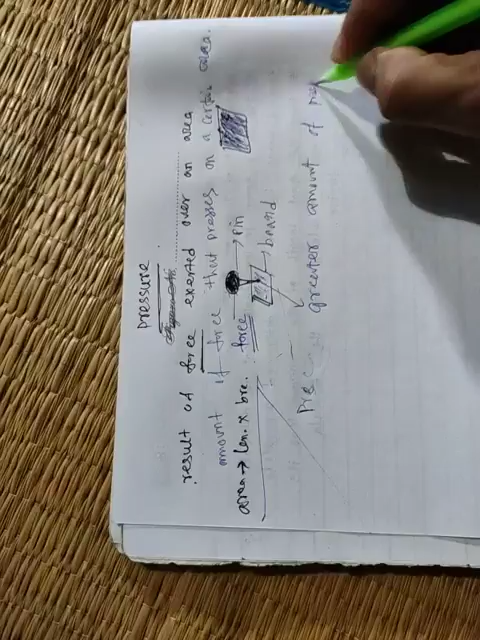 pressure
result of force exerted over an area
amount of force that presses on a certain area.
area → len. x bre. force → pin
→ board
greater amount of